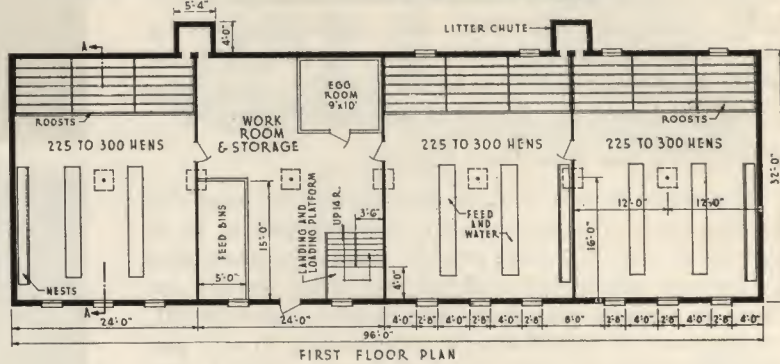 5'-4"
4'-0"
LITTER CHUTE
A
EGG
ROOM
9'x10'
ROOSTS
WORK
ROOM
& STORAGE
ROOSTS
225 TO 300 HENS
225 TO 300 HENS
225 TO 300 HENS
32'-0"
FEED BINS
15'-0"
LANDING AND
LOADING PLATFORM
UP 14 R.
3'-6"
FEED
AND
WATER
16'-0"
12'-0"
12'-0"
5'-0"
4'-0"
NESTS
A
24'-0"
24'-0"
4'-0" 2'-8" 4'-0" 2'-8" 4'-0" 2'-8" 8'-0" 2'-8" 4'-0" 2'-8" 4'-0" 2'-8" 4'-0"
96'-0"
FIRST FLOOR PLAN